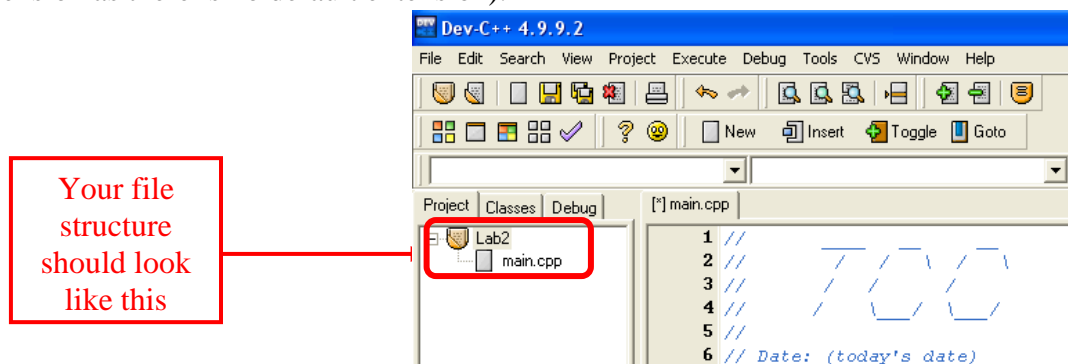 Dev-C++ 4.9.9.2
File Edit Search View Project Execute Debug Tools CVS Window Help
New Insert Toggle Goto
Your file
structure
should look
like this
Project Classes Debug
[*] main.cpp
Lab2
main.cpp
1 //
2 //
3 //
4 //
5 //
6 // Date: (today's date)